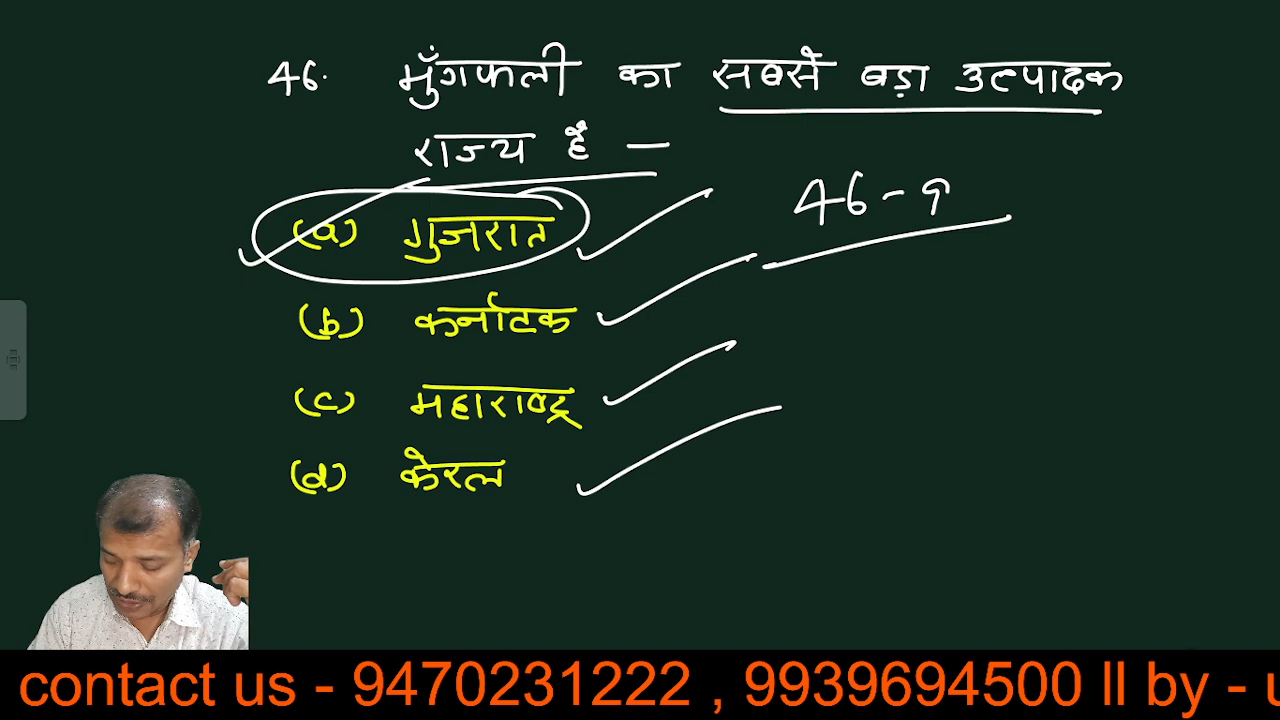 46. मुँगफली का सबसे बड़ा उत्पादक
राज्य है —
(a) गुजरात
46 - a
(b) कर्नाटक
(c) महाराष्ट्र
(d) केरल
contact us - 9470231222 , 9939694500 ll by - u